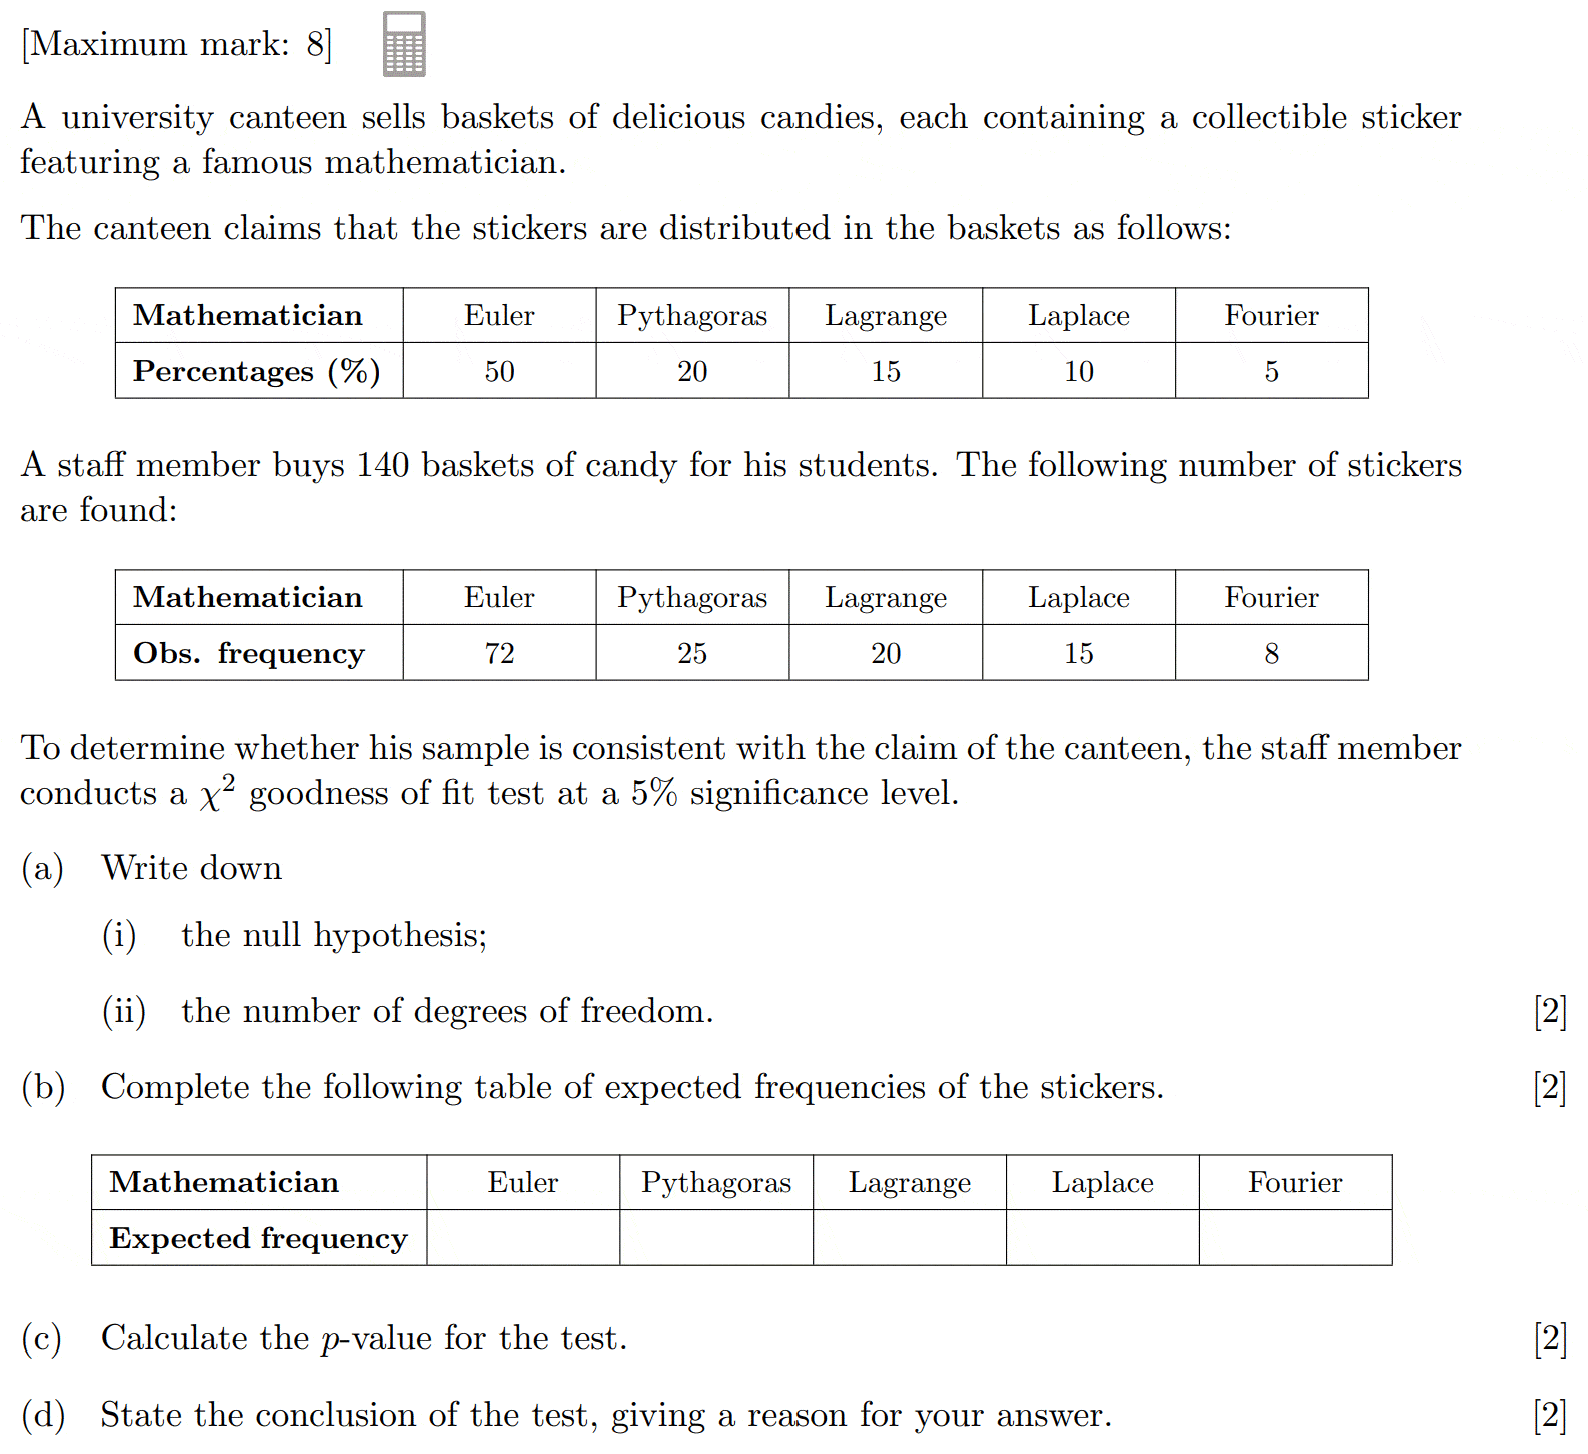 [Maximum mark: 8]
A university canteen sells baskets of delicious candies, each containing a collectible sticker
featuring a famous mathematician.
The canteen claims that the stickers are distributed in the baskets as follows:
Mathematician Euler Pythagoras Lagrange Laplace Fourier
Percentages (%) 50 20 15 10 5
A staff member buys 140 baskets of candy for his students. The following number of stickers
are found:
Mathematician Euler Pythagoras Lagrange Laplace Fourier
Obs. frequency 72 25 20 15 8
To determine whether his sample is consistent with the claim of the canteen, the staff member
conducts a χ² goodness of fit test at a 5% significance level.
(a) Write down
(i) the null hypothesis;
(ii) the number of degrees of freedom. [2]
(b) Complete the following table of expected frequencies of the stickers. [2]
Mathematician Euler Pythagoras Lagrange Laplace Fourier
Expected frequency
(c) Calculate the p-value for the test. [2]
(d) State the conclusion of the test, giving a reason for your answer. [2]